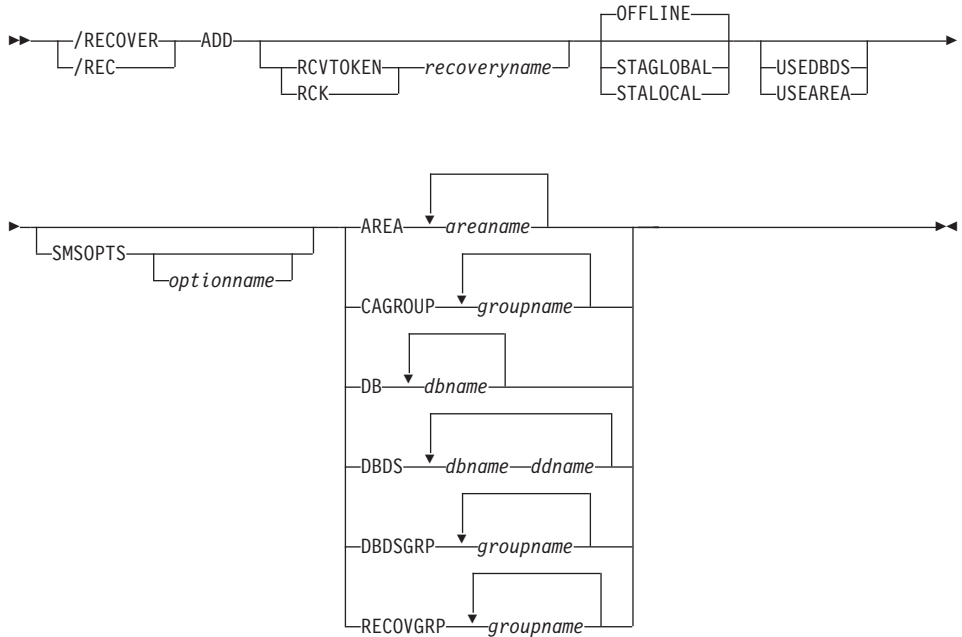 OFFLINE
/RECOVER ADD
/REC RCVTOKEN recoveryname STAGLOBAL USEDBDS
RCK STALOCAL USEAREA
AREA areaname
SMSOPTS
optionname
CAGROUP groupname
DB dbname
DBDS dbname ddname
DBDSGRP groupname
RECOVGRP groupname